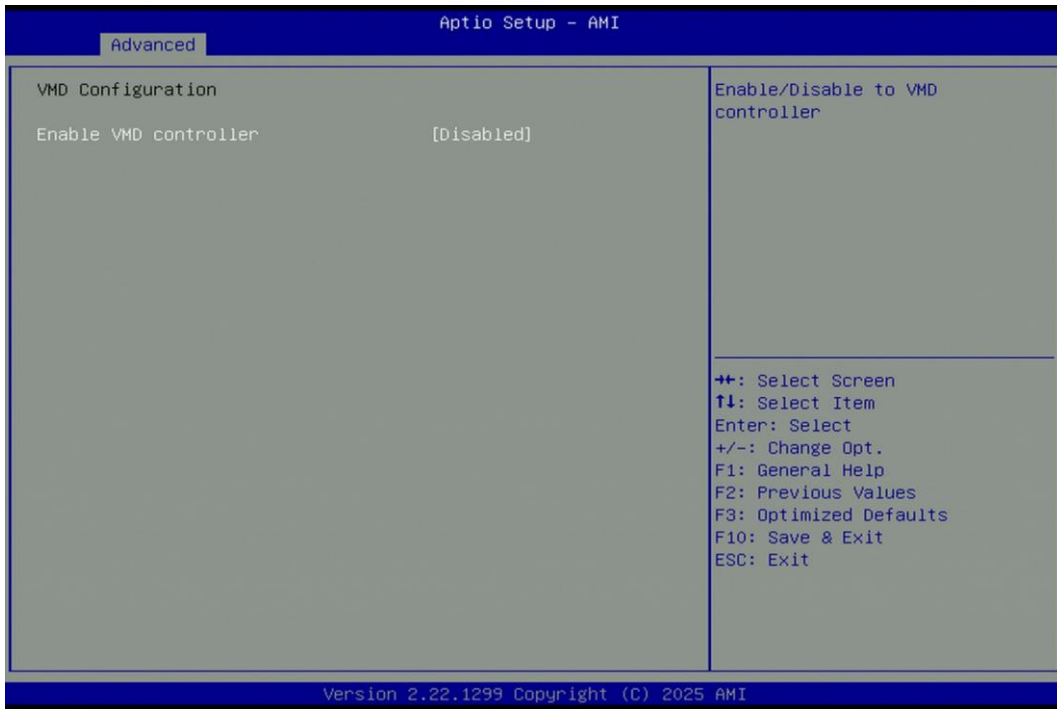 Aptio Setup – AMI
Advanced
VMD Configuration
Enable VMD controller [Disabled]
Enable/Disable to VMD
controller
→←: Select Screen
↑↓: Select Item
Enter: Select
+/-: Change Opt.
F1: General Help
F2: Previous Values
F3: Optimized Defaults
F10: Save & Exit
ESC: Exit
Version 2.22.1299 Copyright (C) 2025 AMI